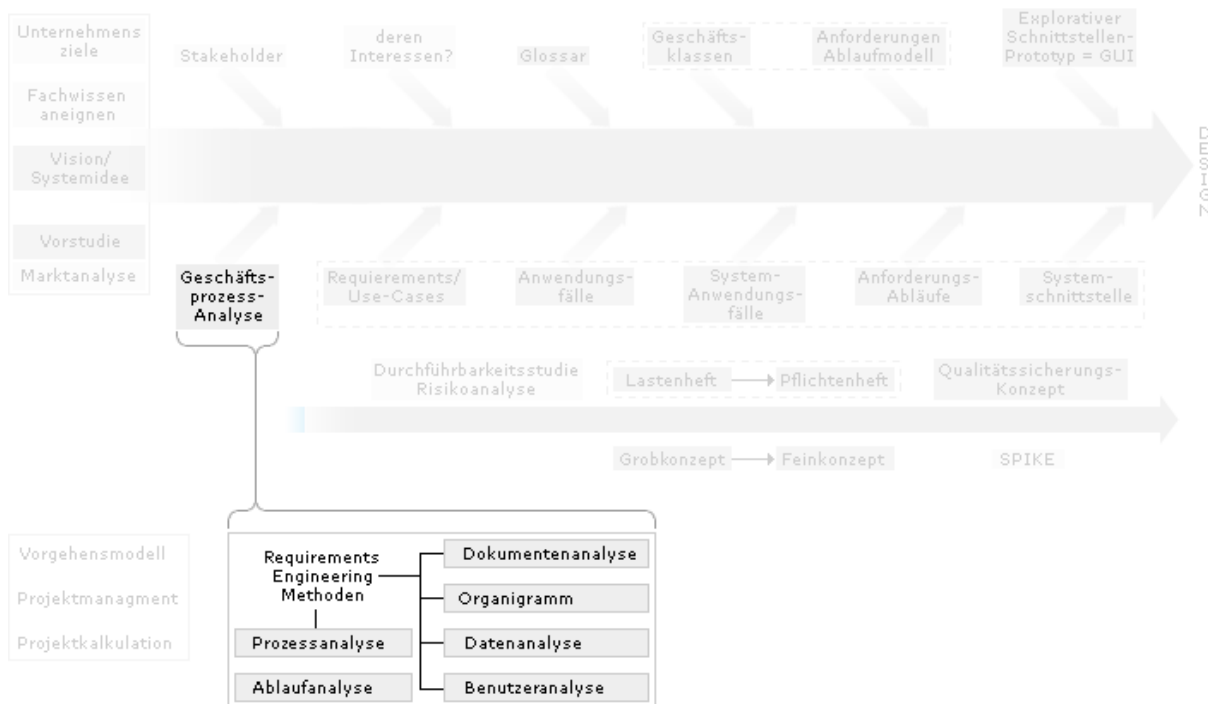 Unternehmens
ziele
Fachwissen
aneignen
Vision/
Systemidee
Vorstudie
Marktanalyse
Stakeholder
deren
Interessen?
Glossar
Geschäfts-
klassen
Anforderungen
Ablaufmodell
Explorativer
Schnittstellen-
Prototyp = GUI
D
E
S
I
G
N
Geschäfts-
prozess-
Analyse
Requierements/
Use-Cases
Anwendungs-
fälle
System-
Anwendungs-
fälle
Anforderungs-
Abläufe
System-
schnittstelle
Durchführbarkeitsstudie
Risikoanalyse
Lastenheft
Pflichtenheft
Qualitätssicherungs-
Konzept
Grobkonzept
Feinkonzept
SPIKE
Vorgehensmodell
Projektmanagment
Projektkalkulation
Requirements
Engineering
Methoden
Prozessanalyse
Ablaufanalyse
Dokumentenanalyse
Organigramm
Datenanalyse
Benutzeranalyse